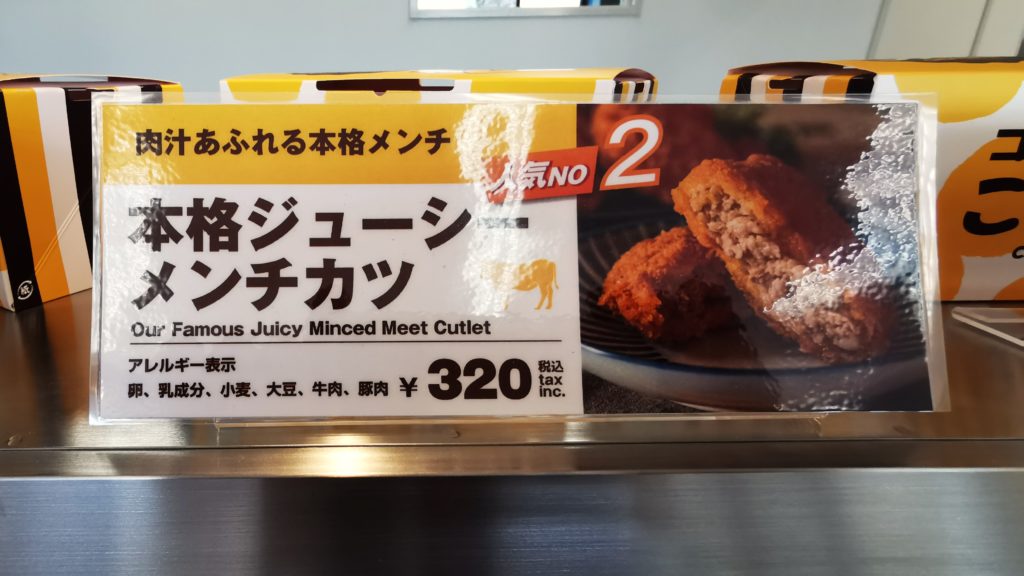 肉汁あふれる本格メンチ
人気NO 2
本格ジューシー
メンチカツ
Our Famous Juicy Minced Meet Cutlet
アレルギー表示
卵、乳成分、小麦、大豆、牛肉、豚肉
¥320 税込
tax
inc.